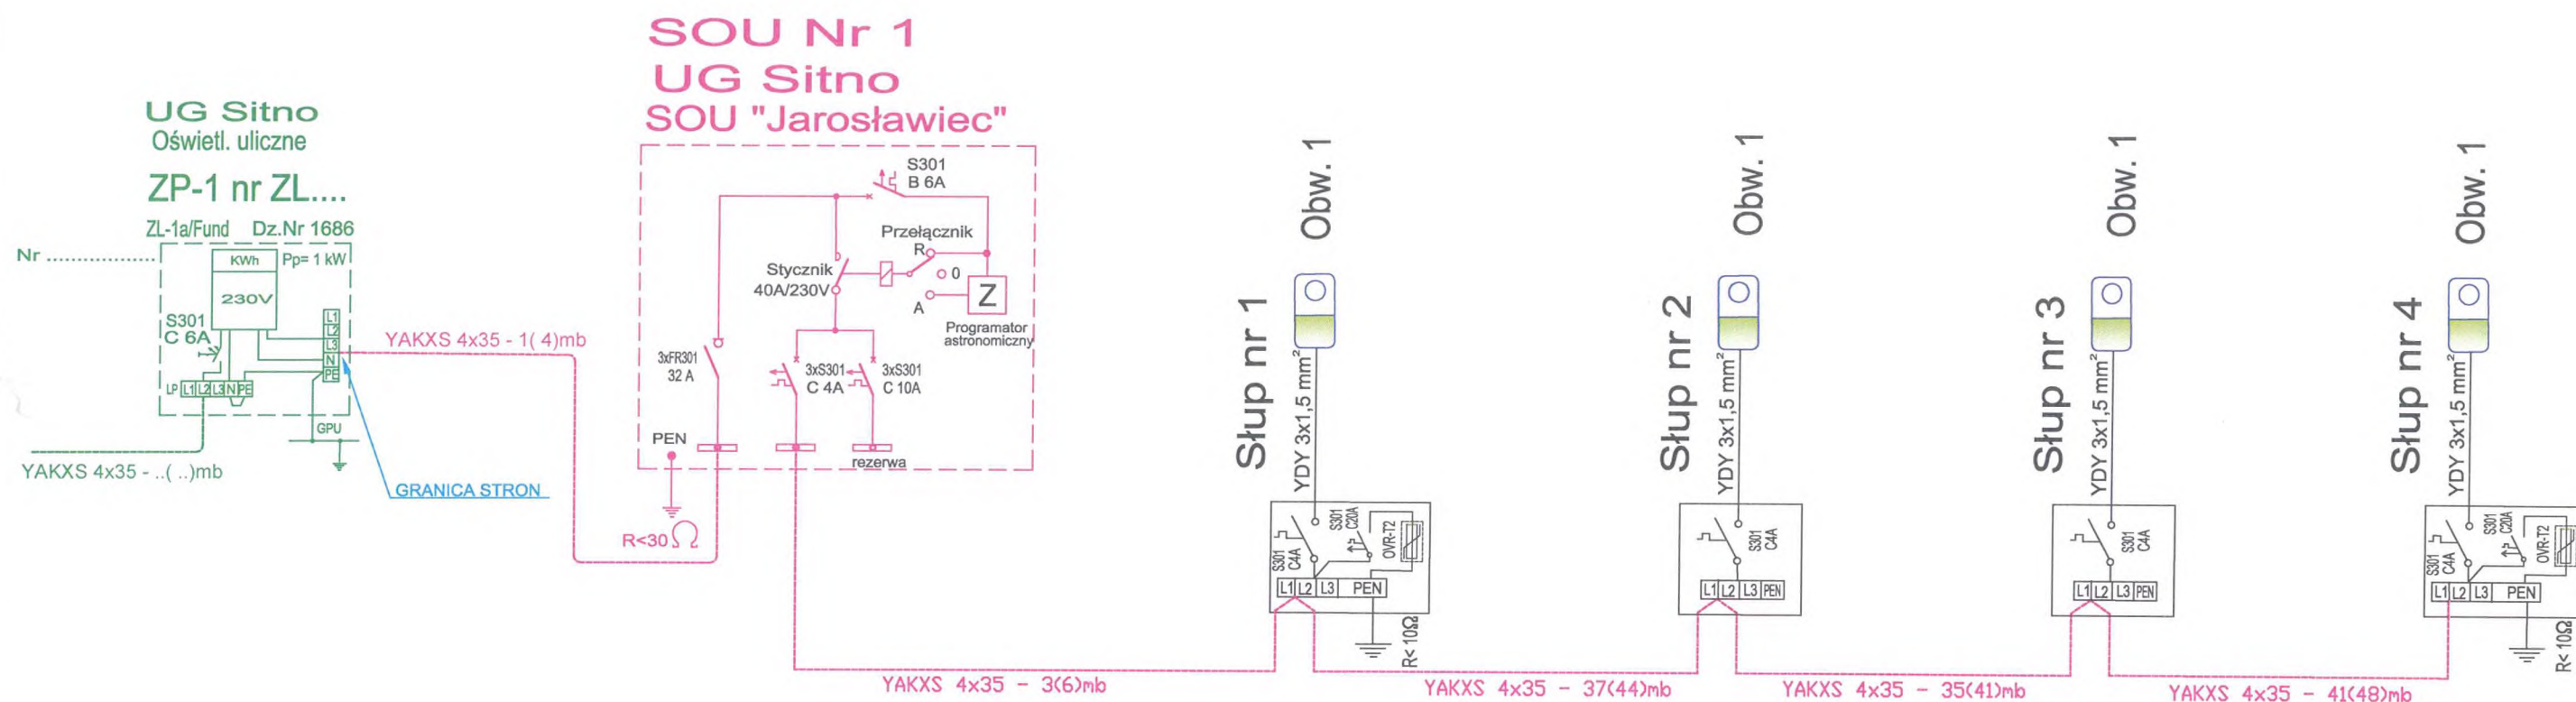 UG Sitno
Oświetl. uliczne
ZP-1 nr ZL....
ZL-1a/Fund Dz.Nr 1686
Nr ..................
KWh
Pp= 1 kW
230V
S301
C 6A
L1
L2
L3
N
PE
LP L1 L2 L3 N PE
GPU
YAKXS 4x35 - ..( ..)mb
GRANICA STRON
YAKXS 4x35 - 1( 4)mb
SOU Nr 1
UG Sitno
SOU "Jarosławiec"
S301
B 6A
Przełącznik
R
0
A
Stycznik
40A/230V
Z
Programator
astronomiczny
3xFR301
32 A
3xS301
C 4A
3xS301
C 10A
PEN
rezerwa
R<30 Ω
YAKXS 4x35 - 3(6)mb
Obw. 1
Słup nr 1
YDY 3x1,5 mm²
S301
C4A
S301
C20A
OVR-T2
L1 L2 L3 PEN
R< 10Ω
YAKXS 4x35 - 37(44)mb
Obw. 1
Słup nr 2
YDY 3x1,5 mm²
S301
C4A
L1 L2 L3 PEN
YAKXS 4x35 - 35(41)mb
Obw. 1
Słup nr 3
YDY 3x1,5 mm²
S301
C4A
L1 L2 L3 PEN
YAKXS 4x35 - 41(48)mb
Obw. 1
Słup nr 4
YDY 3x1,5 mm²
S301
C4A
S301
C20A
OVR-T2
L1 L2 L3 PEN
R< 10Ω